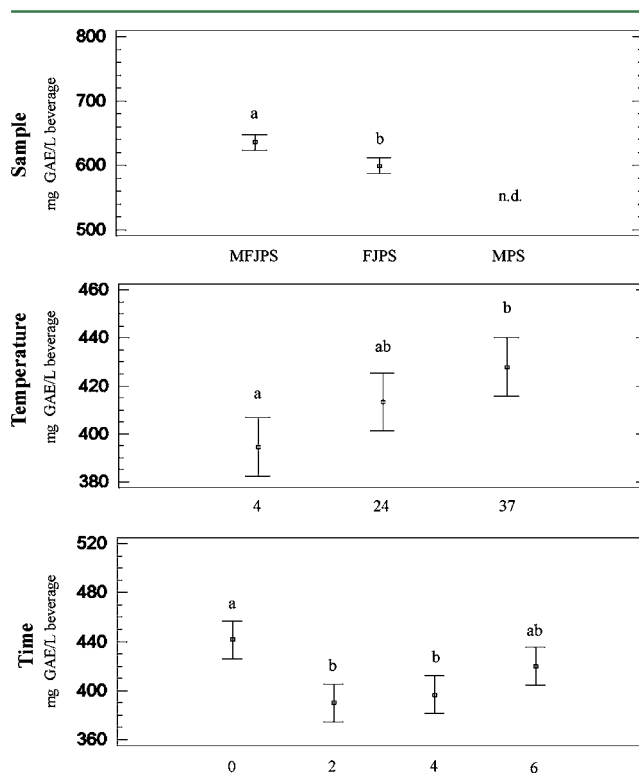 800
700
600
500
Sample
mg GAE/L beverage
a
b
n.d.
MFJPS FJPS MPS
460
440
420
400
380
Temperature
mg GAE/L beverage
a
ab
b
4 24 37
520
440
400
360
Time
mg GAE/L beverage
a
b
b
ab
0 2 4 6